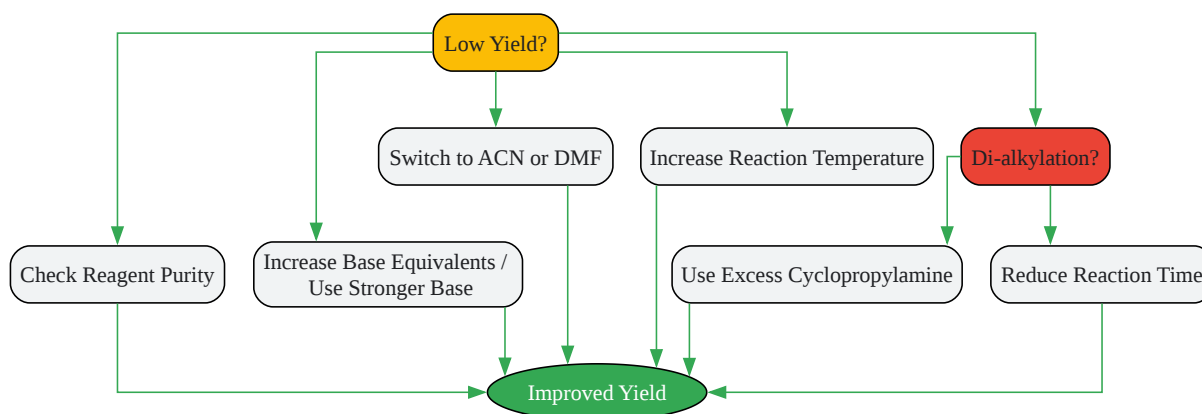 Low Yield?
Switch to ACN or DMF
Increase Reaction Temperature
Di-alkylation?
Check Reagent Purity
Increase Base Equivalents /
Use Stronger Base
Use Excess Cyclopropylamine
Reduce Reaction Time
Improved Yield